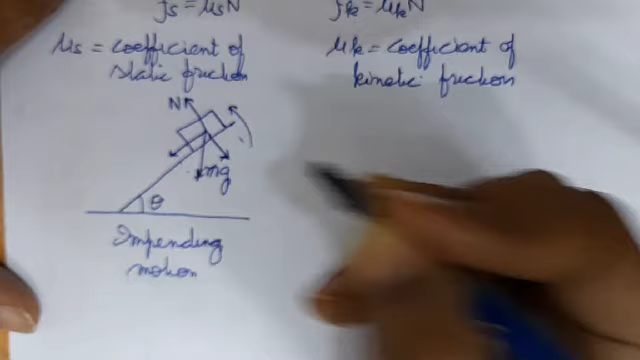 fs = μsN fk = μkN
μs = coefficient of static friction
μk = coefficient of kinetic friction
N
mg
θ
Impending
motion